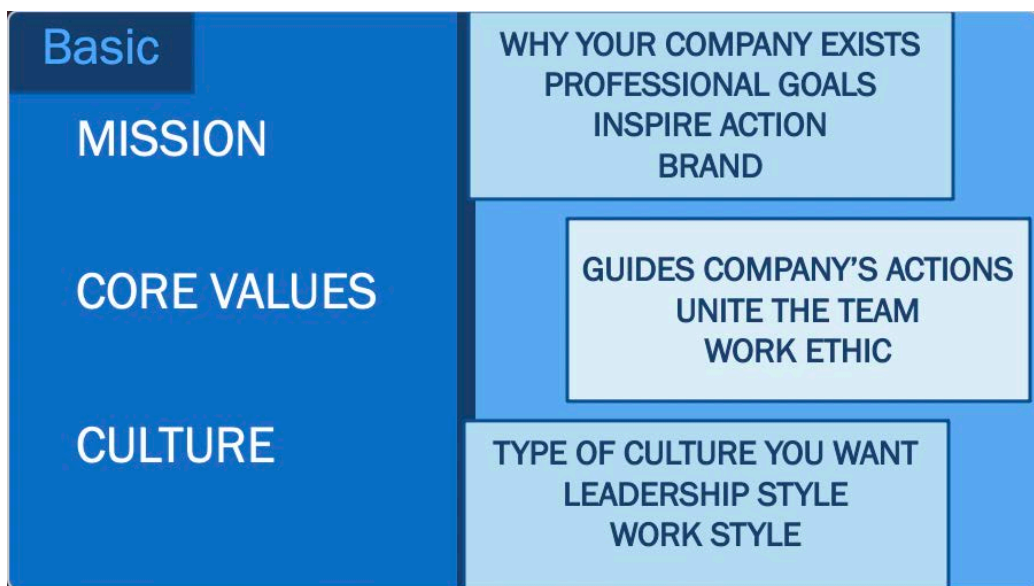 Basic
MISSION
WHY YOUR COMPANY EXISTS
PROFESSIONAL GOALS
INSPIRE ACTION
BRAND
CORE VALUES
GUIDES COMPANY’S ACTIONS
UNITE THE TEAM
WORK ETHIC
CULTURE
TYPE OF CULTURE YOU WANT
LEADERSHIP STYLE
WORK STYLE